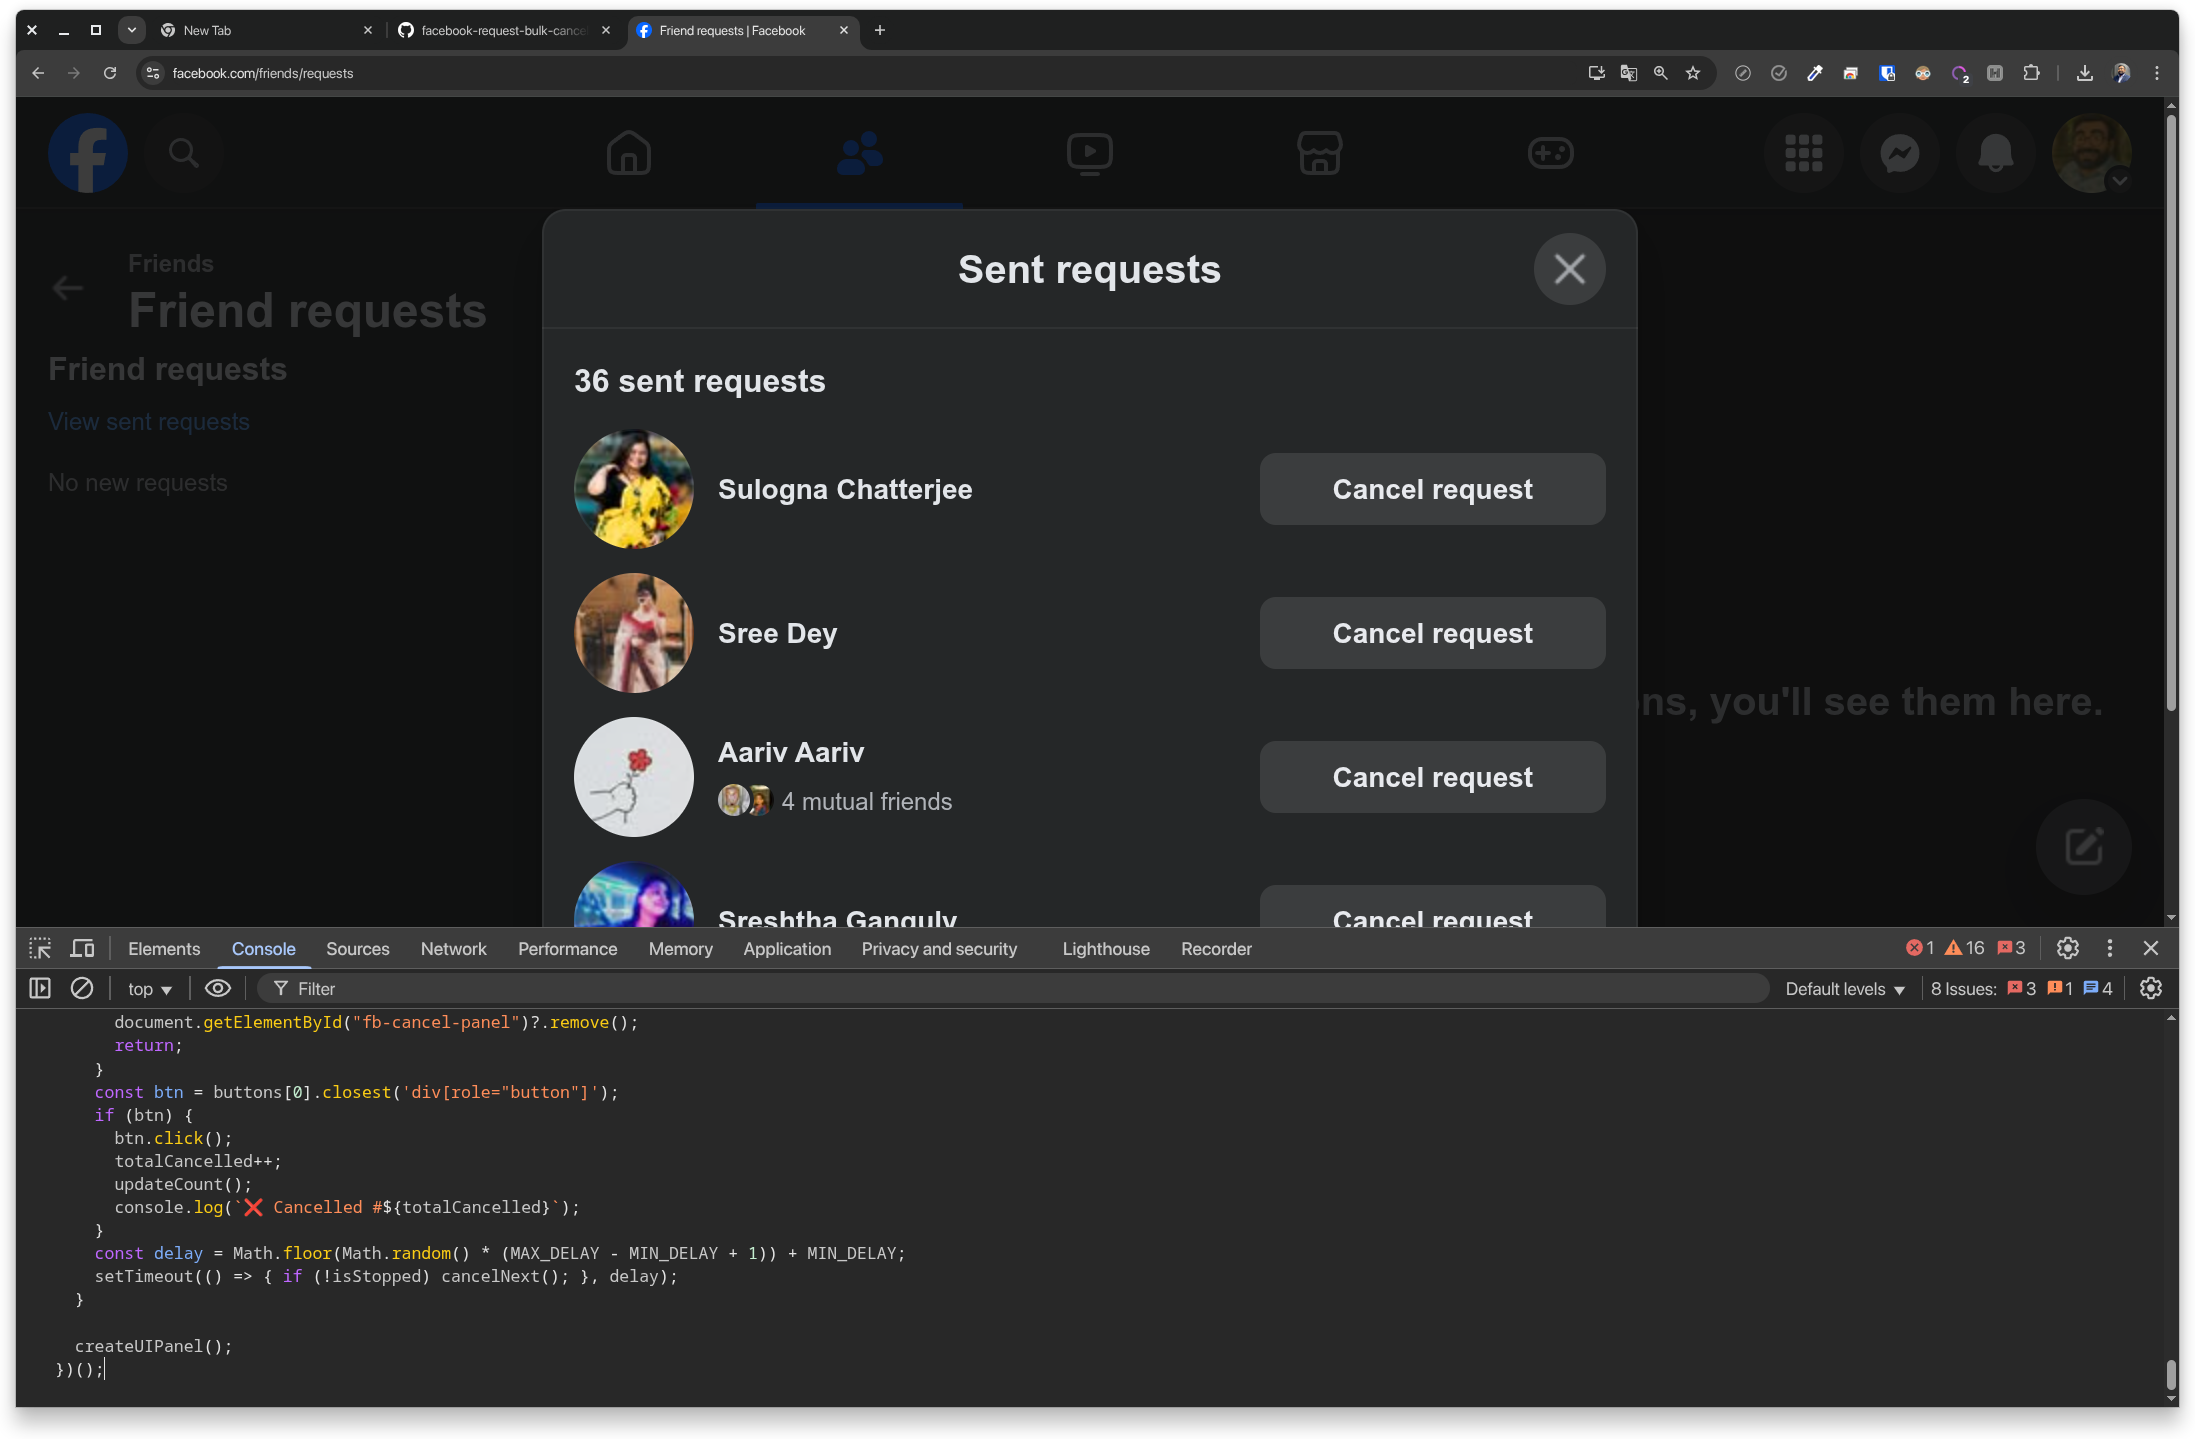 New Tab
facebook-request-bulk-cance
Friend requests | Facebook
facebook.com/friends/requests
2
Friends
Friend requests
Friend requests
View sent requests
No new requests
Sent requests
36 sent requests
Sulogna Chatterjee
Cancel request
Sree Dey
Cancel request
Aariv Aariv
4 mutual friends
Cancel request
Sreshtha Ganguly
Cancel request
ons, you'll see them here.
Elements Console Sources Network Performance Memory Application Privacy and security Lighthouse Recorder 1 16 3
top Filter Default levels 8 Issues: 3 1 4
document.getElementById("fb-cancel-panel")?.remove();
return;
}
const btn = buttons[0].closest('div[role="button"]');
if (btn) {
btn.click();
totalCancelled++;
updateCount();
console.log(`❌ Cancelled #${totalCancelled}`);
}
const delay = Math.floor(Math.random() * (MAX_DELAY - MIN_DELAY + 1)) + MIN_DELAY;
setTimeout(() => { if (!isStopped) cancelNext(); }, delay);
}
createUIPanel();
})();